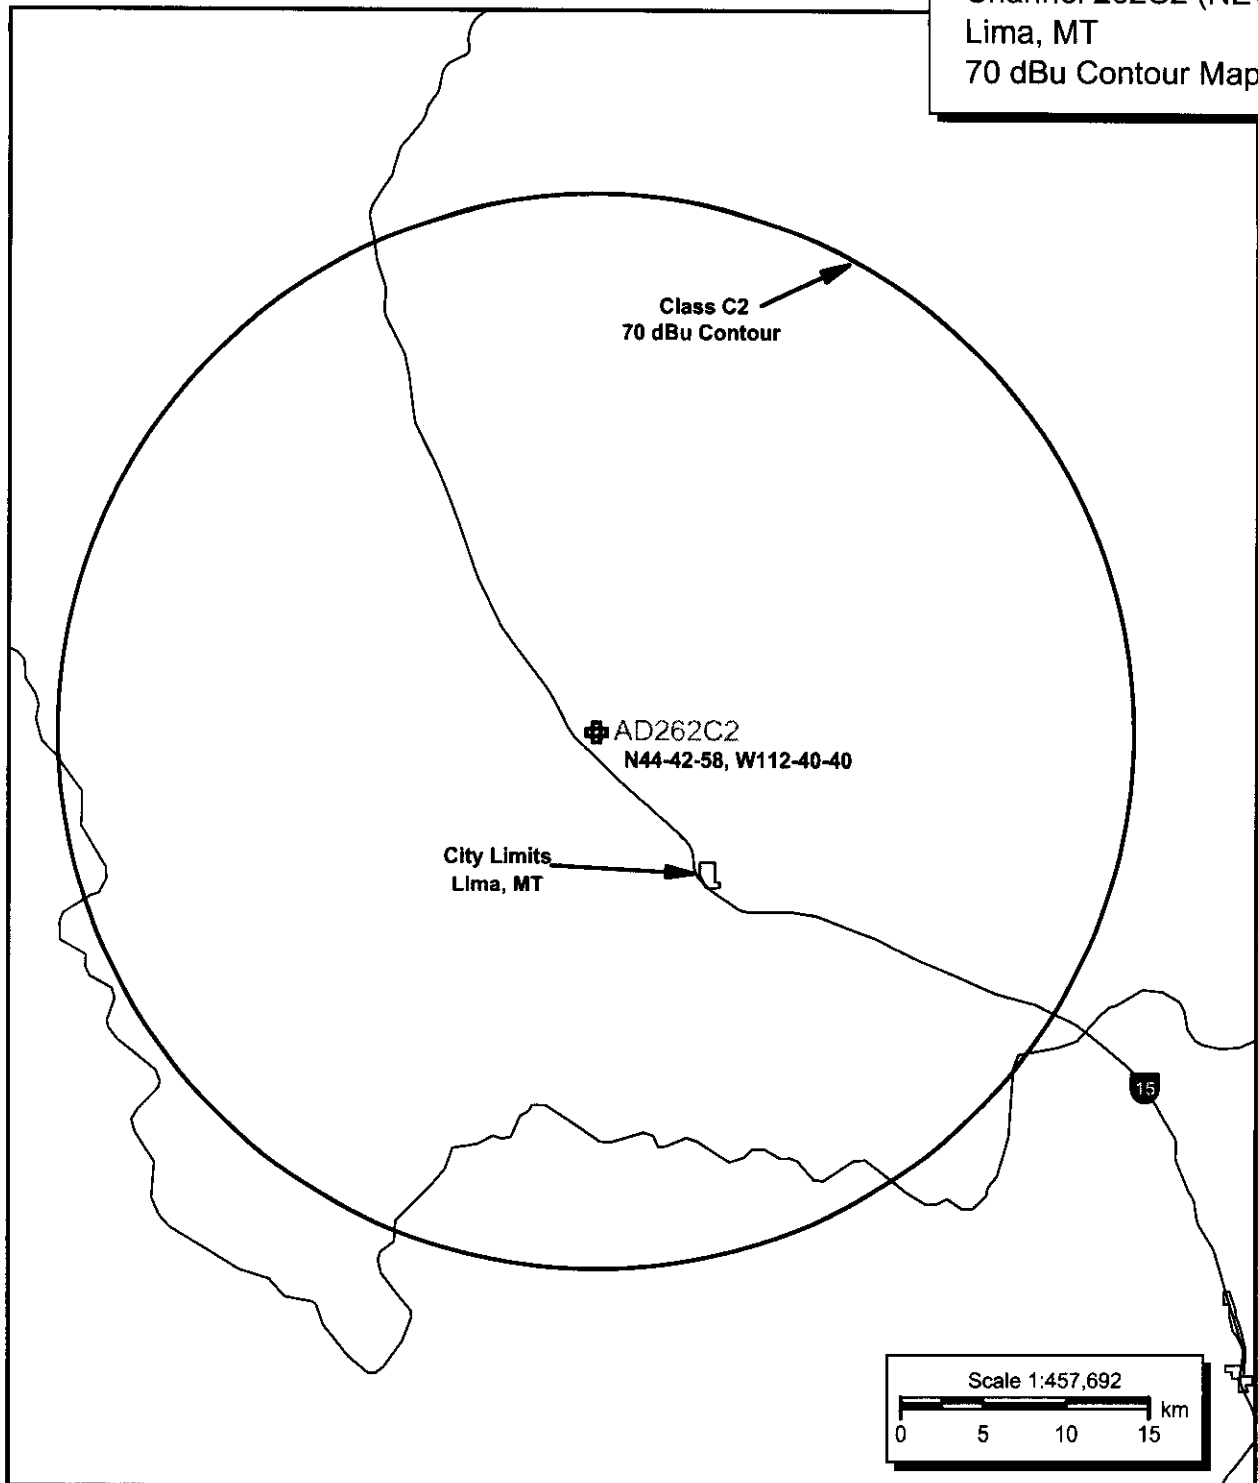 Lima, MT
70 dBu Contour Map
Class C2
70 dBu Contour
AD262C2
N44-42-58, W112-40-40
City Limits
Lima, MT
15
Scale 1:457,692
km
0 5 10 15